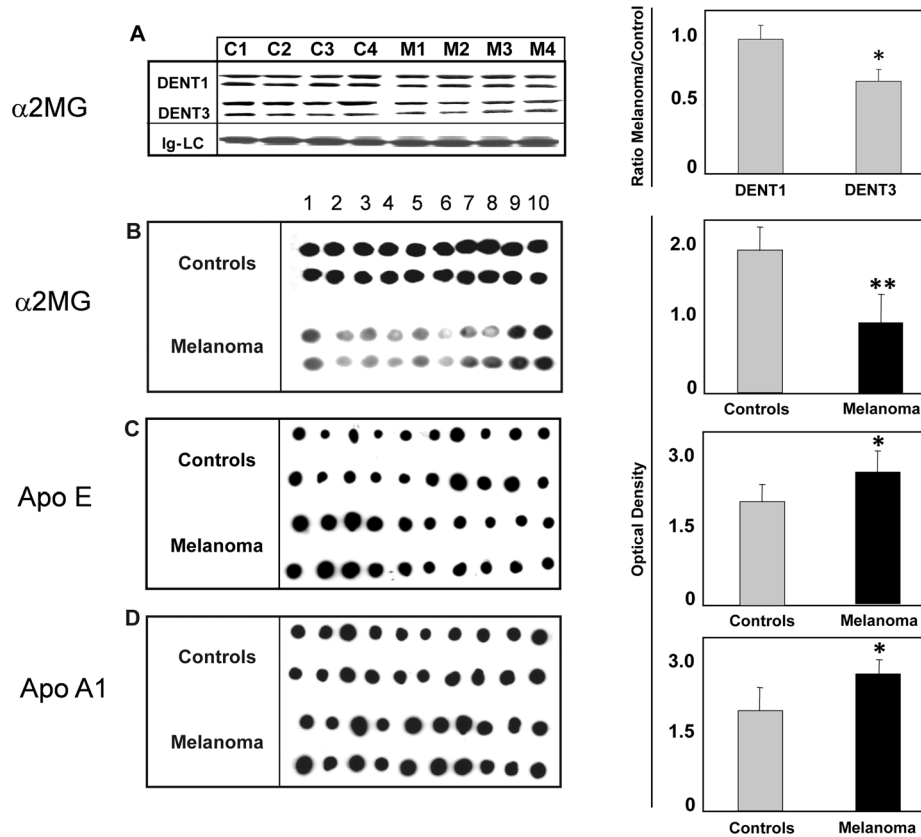 A
C1 C2 C3 C4 M1 M2 M3 M4
α2MG
DENT1
DENT3
Ig-LC
Ratio Melanoma/Control
1.0
0.5
0
*
DENT1 DENT3
1 2 3 4 5 6 7 8 9 10
B
α2MG
Controls
Melanoma
2.0
1.0
0
**
Controls Melanoma
C
Apo E
Controls
Melanoma
Optical Density
3.0
1.5
0
*
Controls Melanoma
D
Apo A1
Controls
Melanoma
3.0
1.5
0
*
Controls Melanoma